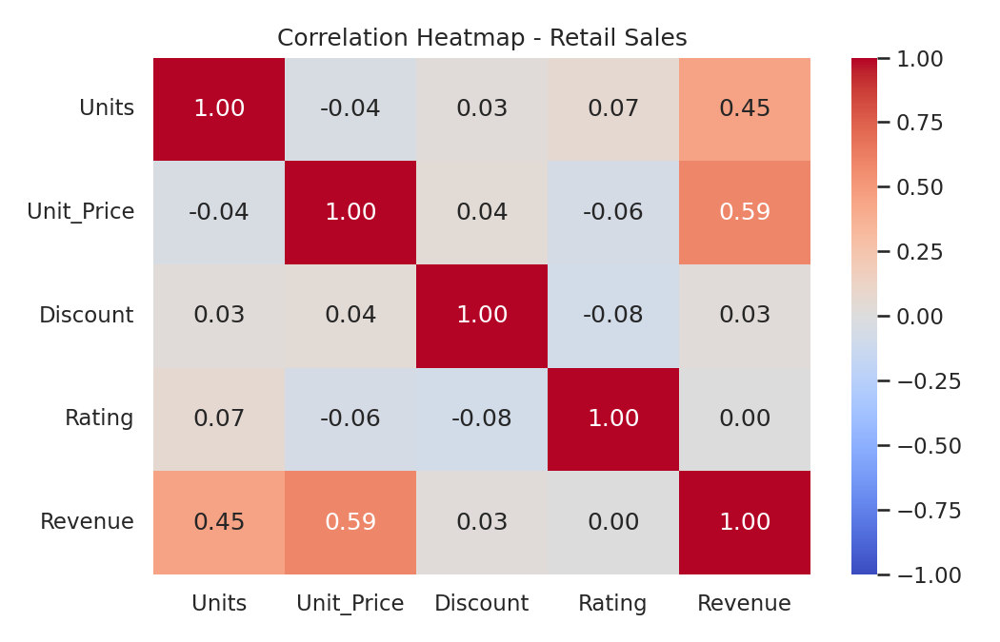 Correlation Heatmap - Retail Sales
Units 1.00 -0.04 0.03 0.07 0.45
Unit_Price -0.04 1.00 0.04 -0.06 0.59
Discount 0.03 0.04 1.00 -0.08 0.03
Rating 0.07 -0.06 -0.08 1.00 0.00
Revenue 0.45 0.59 0.03 0.00 1.00
Units Unit_Price Discount Rating Revenue
1.00
0.75
0.50
0.25
0.00
−0.25
−0.50
−0.75
−1.00